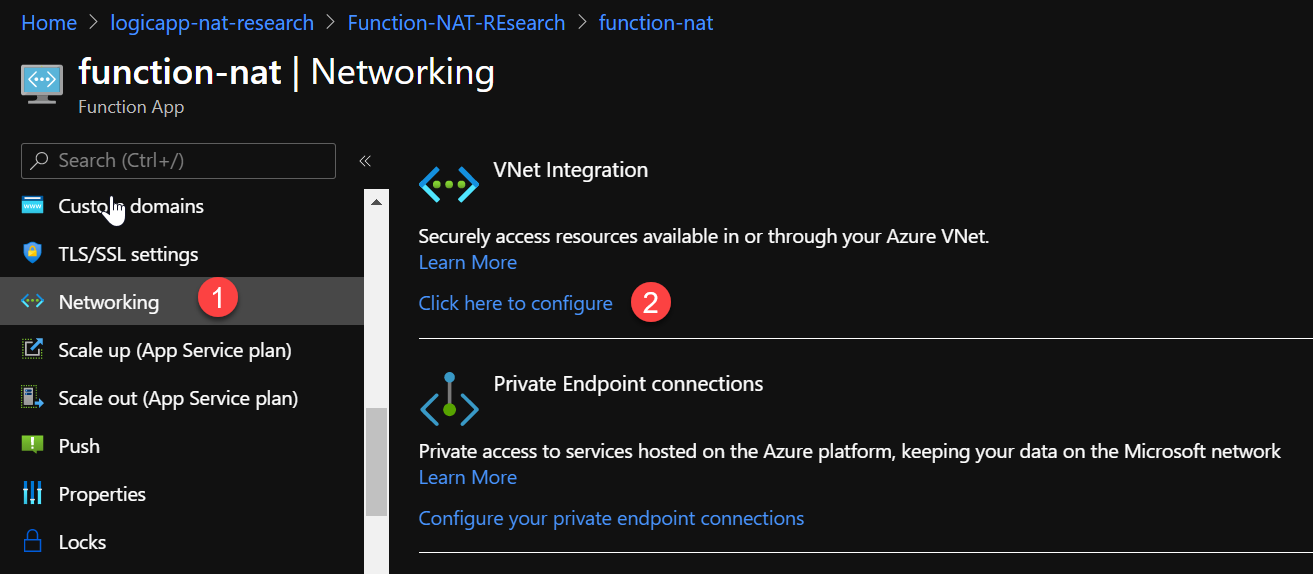 Home > logicapp-nat-research > Function-NAT-REsearch > function-nat
function-nat | Networking
Function App
Search (Ctrl+/)
«
Custom domains
TLS/SSL settings
Networking
1
Scale up (App Service plan)
Scale out (App Service plan)
Push
Properties
Locks
VNet Integration
Securely access resources available in or through your Azure VNet.
Learn More
Click here to configure
2
Private Endpoint connections
Private access to services hosted on the Azure platform, keeping your data on the Microsoft network
Learn More
Configure your private endpoint connections